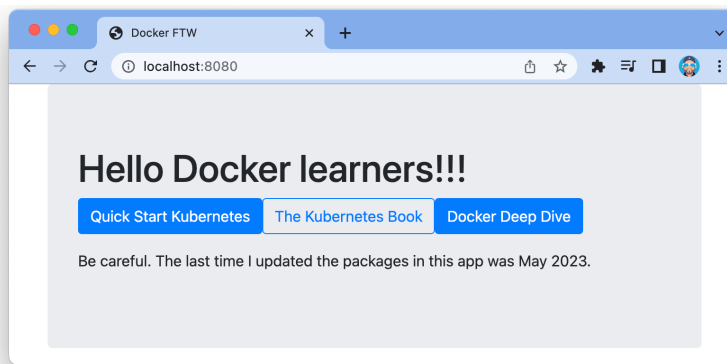 Docker FTW
localhost:8080
Hello Docker learners!!!
Quick Start Kubernetes The Kubernetes Book Docker Deep Dive
Be careful. The last time I updated the packages in this app was May 2023.